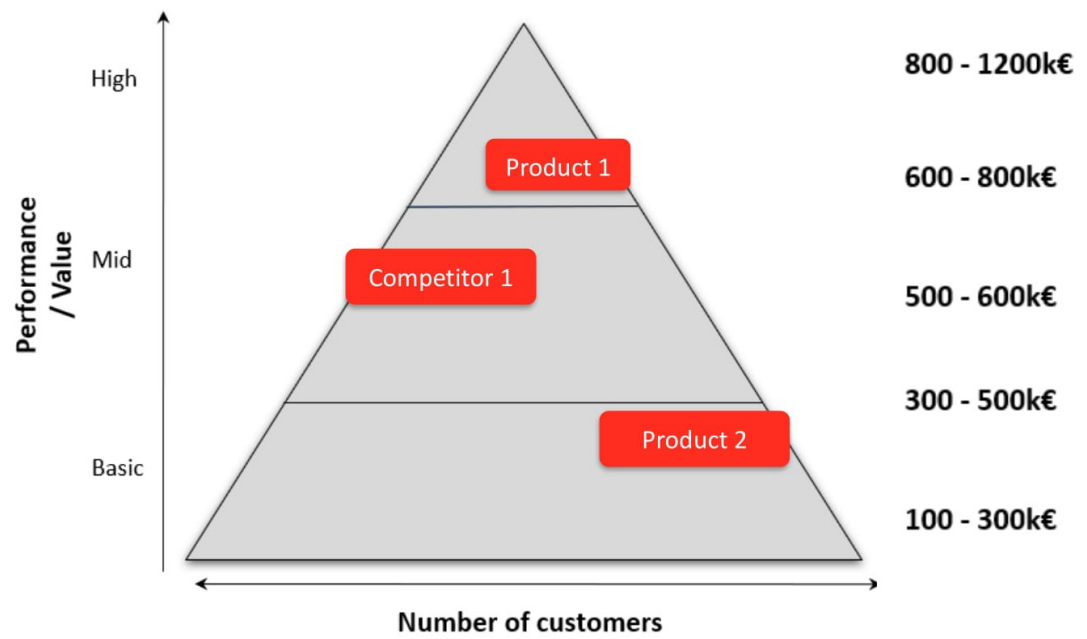 High
800 - 1200k€
Product 1
600 - 800k€
Performance
/ Value
Mid
Competitor 1
500 - 600k€
300 - 500k€
Product 2
Basic
100 - 300k€
Number of customers